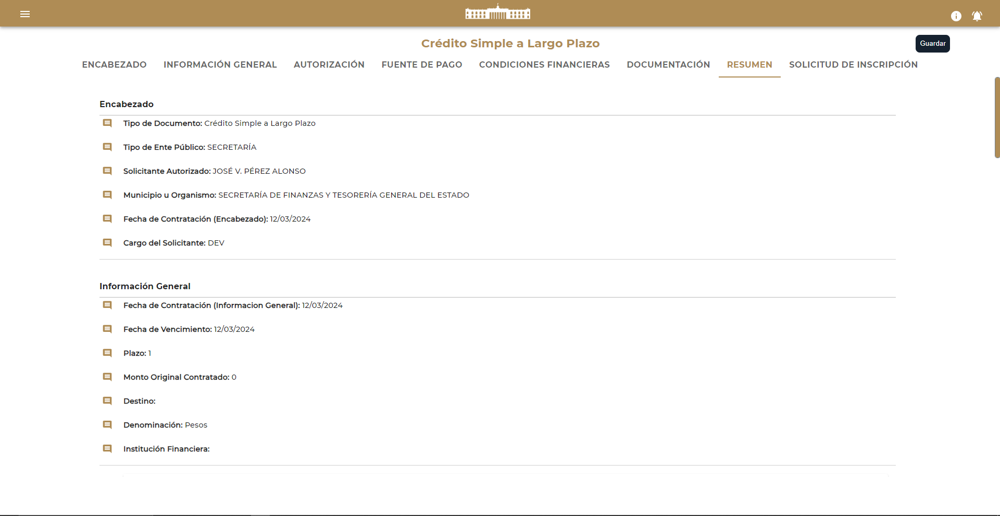 Crédito Simple a Largo Plazo
Guardar
ENCABEZADO INFORMACIÓN GENERAL AUTORIZACIÓN FUENTE DE PAGO CONDICIONES FINANCIERAS DOCUMENTACIÓN RESUMEN SOLICITUD DE INSCRIPCIÓN
Encabezado
Tipo de Documento: Crédito Simple a Largo Plazo
Tipo de Ente Público: SECRETARÍA
Solicitante Autorizado: JOSÉ V. PÉREZ ALONSO
Municipio u Organismo: SECRETARÍA DE FINANZAS Y TESORERÍA GENERAL DEL ESTADO
Fecha de Contratación (Encabezado): 12/03/2024
Cargo del Solicitante: DEV
Información General
Fecha de Contratación (Informacion General): 12/03/2024
Fecha de Vencimiento: 12/03/2024
Plazo: 1
Monto Original Contratado: 0
Destino:
Denominación: Pesos
Institución Financiera: